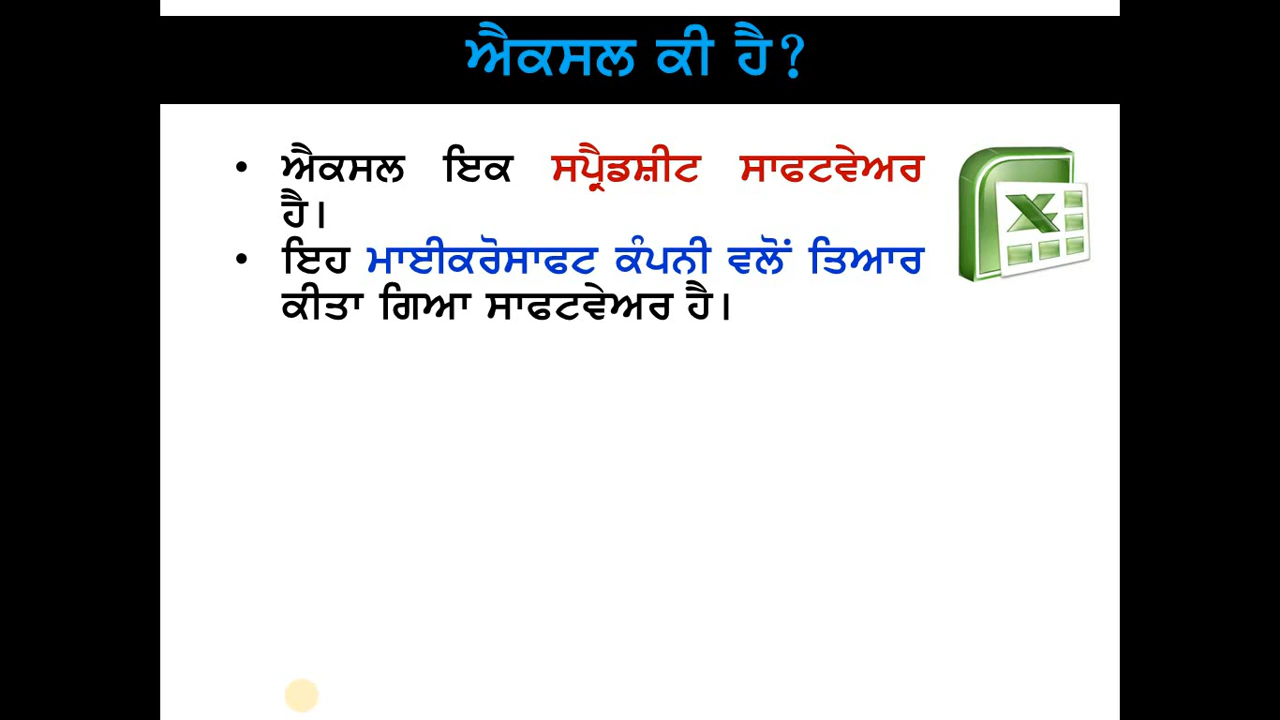 ਐਕਸਲ ਕੀ ਹੈ?
• ਐਕਸਲ ਇਕ ਸਪ੍ਰੈਡਸ਼ੀਟ ਸਾਫਟਵੇਅਰ
ਹੈ।
• ਇਹ ਮਾਈਕਰੋਸਾਫਟ ਕੰਪਨੀ ਵਲੋਂ ਤਿਆਰ
ਕੀਤਾ ਗਿਆ ਸਾਫਟਵੇਅਰ ਹੈ।